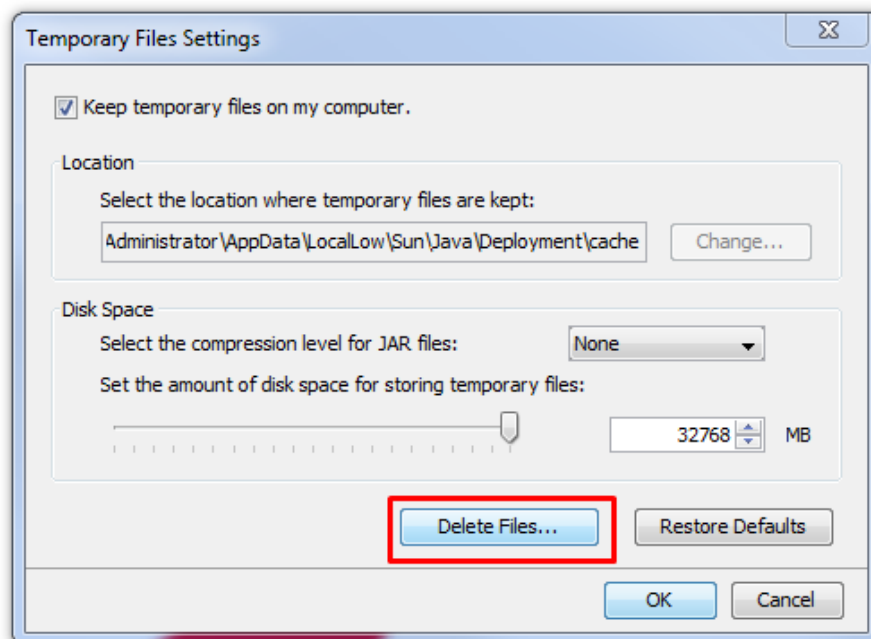 Temporary Files Settings
Keep temporary files on my computer.
Location
Select the location where temporary files are kept:
Administrator\AppData\LocalLow\Sun\Java\Deployment\cache
Change...
Disk Space
Select the compression level for JAR files:
None
Set the amount of disk space for storing temporary files:
32768
MB
Delete Files...
Restore Defaults
OK
Cancel